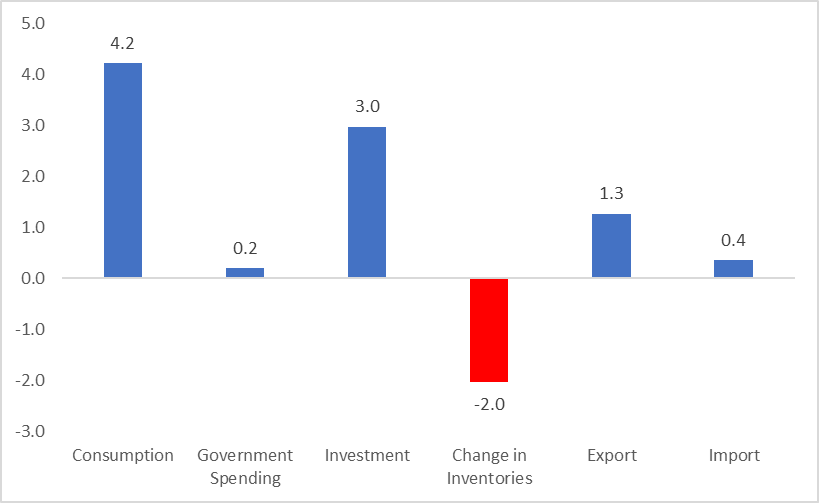 5.0
4.0
3.0
2.0
1.0
0.0
-1.0
-2.0
-3.0
4.2
0.2
3.0
-2.0
1.3
0.4
Consumption
Government
Spending
Investment
Change in
Inventories
Export
Import